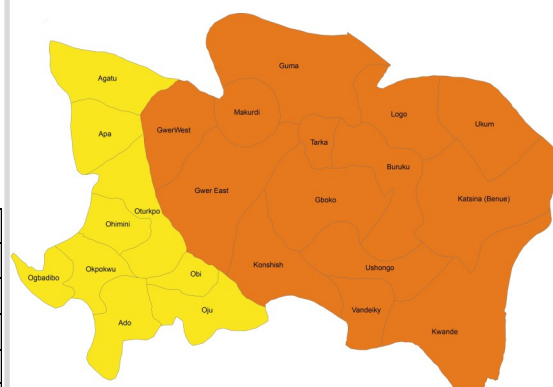 Guma
Agatu
Makurdi
Logo
Ukum
Apa
GwerWest
Tarka
Buruku
Gwer East
Gboko
Katsina (Benue)
Oturkpo
Ohimini
Konshish
Ushongo
Ogbadibo
Okpokwu
Obi
Oju
Vandeiky
Ado
Kwande